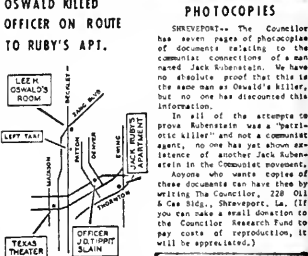 OSWALD KILLED
OFFICER ON ROUTE
TO RUBY'S APT.
LEE H.
OSWALD'S
ROOM
BECKLEY
ZANG BLVD
LEFT TAXI
PATTON
DENVER
EWING
JACK RUBY'S
APARTMENT
MADISON
THORNTON
TEXAS
THEATER
OFFICER
J.D. TIPPIT
SLAIN
PHOTOCOPIES
SHREVEPORT-- The Councilor
has seven pages of photocopies
of documents relating to the
communist connections of a man
named Jack Rubenstein. We have
no absolute proof that this is
the same man as Oswald's killer,
but no one has discounted this
information.
In all of the attempts to
prove Rubenstein was a "patri-
otic killer" and not a communist
agent, no one has yet shown ex-
istence of another Jack Ruben-
stein in the Communist movement.
Anyone who wants copies of
these documents can have them by
writing The Councilor, 228 Oil
& Gas Bldg., Shreveport, La. (If
you can make a small donation to
the Councilor Research Fund to
pay costs of reproduction, it
will be appreciated.)